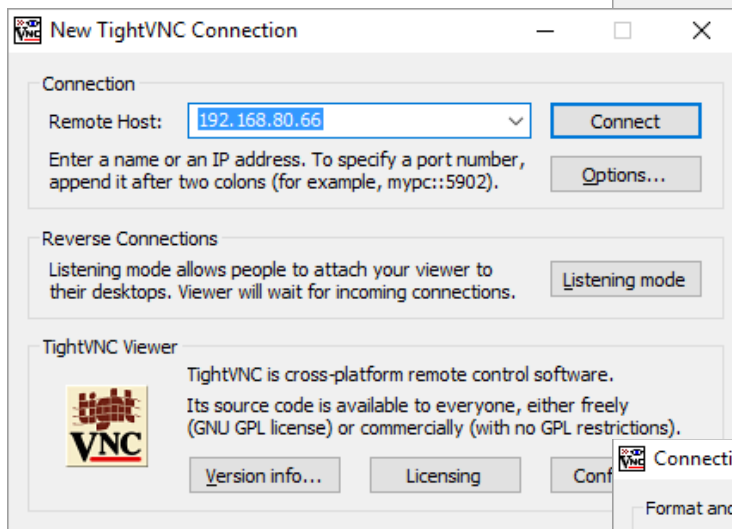 New TightVNC Connection
Connection
Remote Host: 192.168.80.66 Connect
Enter a name or an IP address. To specify a port number,
append it after two colons (for example, mypc::5902).
Options...
Reverse Connections
Listening mode allows people to attach your viewer to
their desktops. Viewer will wait for incoming connections.
Listening mode
TightVNC Viewer
tight
VNC
TightVNC is cross-platform remote control software.
Its source code is available to everyone, either freely
(GNU GPL license) or commercially (with no GPL restrictions).
Version info... Licensing
VNC
Format and